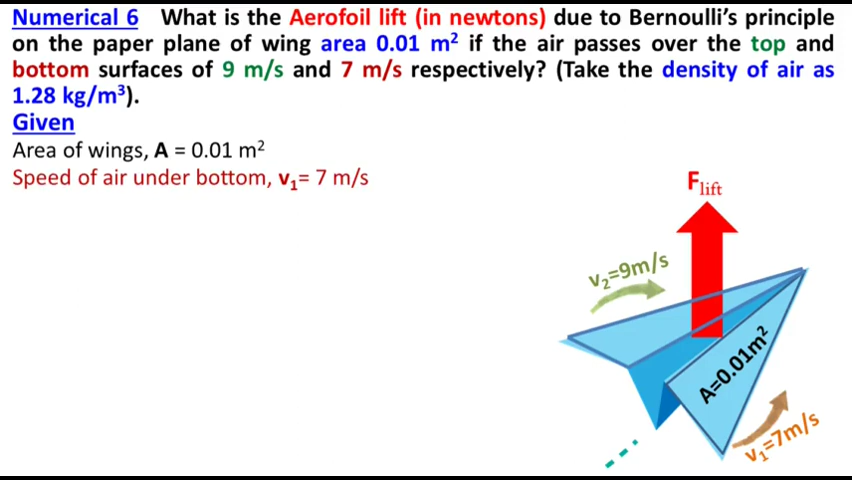 Numerical 6 What is the Aerofoil lift (in newtons) due to Bernoulli’s principle
on the paper plane of wing area 0.01 m² if the air passes over the top and
bottom surfaces of 9 m/s and 7 m/s respectively? (Take the density of air as
1.28 kg/m³).
Given
Area of wings, A = 0.01 m²
Speed of air under bottom, v₁= 7 m/s
Flift
v₂=9m/s
A=0.01m²
v₁=7m/s